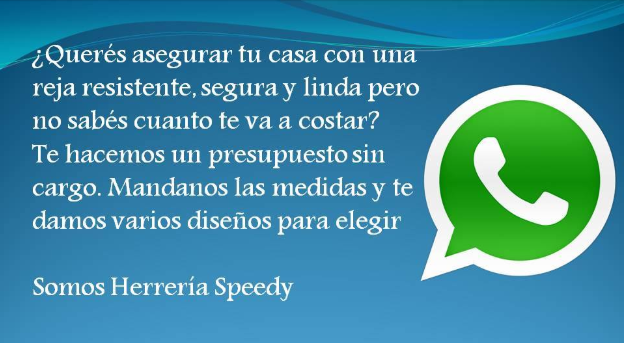 ¿Querés asegurar tu casa con una
reja resistente, segura y linda pero
no sabés cuanto te va a costar?
Te hacemos un presupuesto sin
cargo. Mandanos las medidas y te
damos varios diseños para elegir
Somos Herrería Speedy